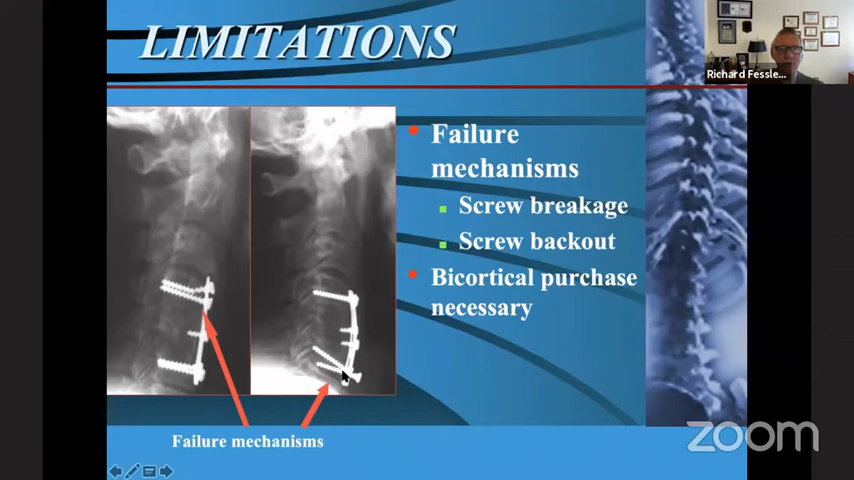 LIMITATIONS
Richard Fessle...
Failure
mechanisms
Screw breakage
Screw backout
Bicortical purchase
necessary
Failure mechanisms
zoom